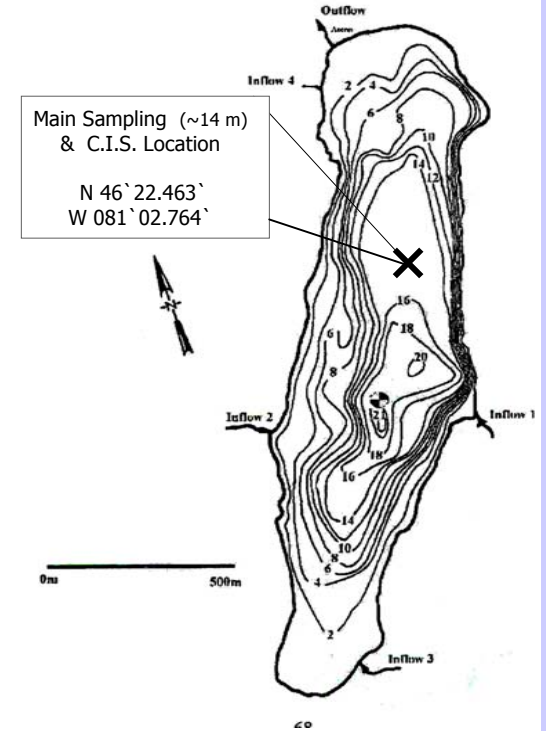 Outflow
Inflow 4
2
4
6
8
10
12
14
Main Sampling (~14 m)
& C.I.S. Location
N 46`22.463`
W 081`02.764`
N
16
18
6
20
8
21
Inflow 2
Inflow 1
18
16
14
10
8
6
4
0m
500m
2
Inflow 3
68